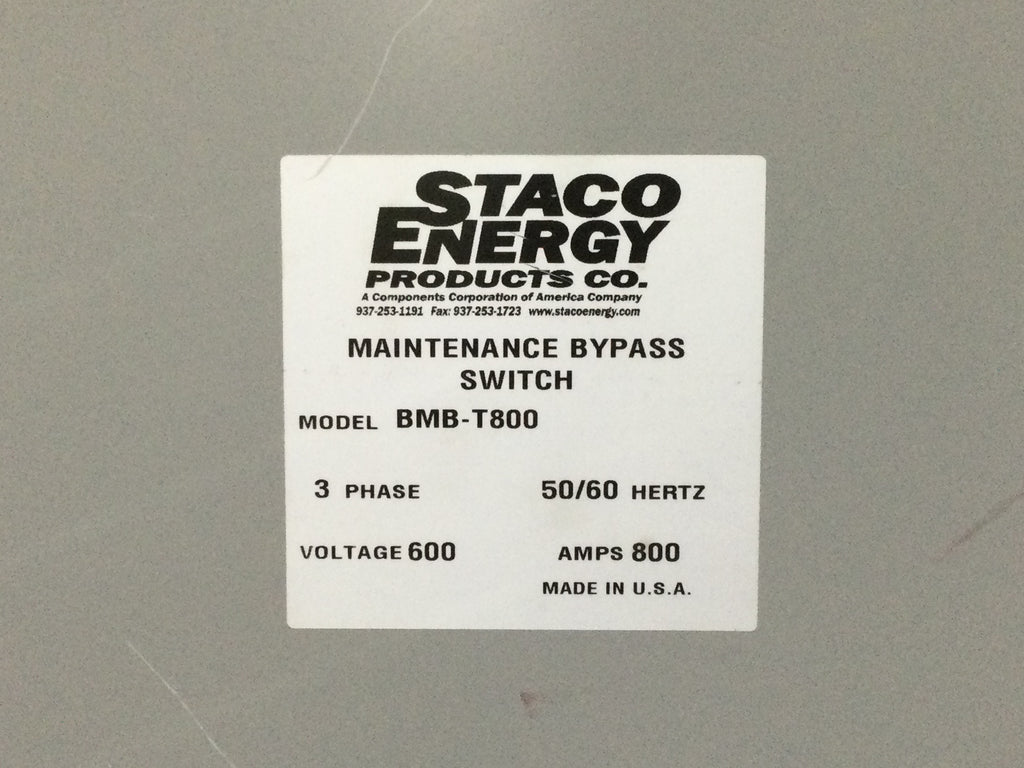 STACO
ENERGY
PRODUCTS CO.
A Components Corporation of America Company
937-253-1191 Fax: 937-253-1723 www.stacoenergy.com
MAINTENANCE BYPASS
SWITCH
MODEL BMB-T800
3 PHASE 50/60 HERTZ
VOLTAGE 600 AMPS 800
MADE IN U.S.A.